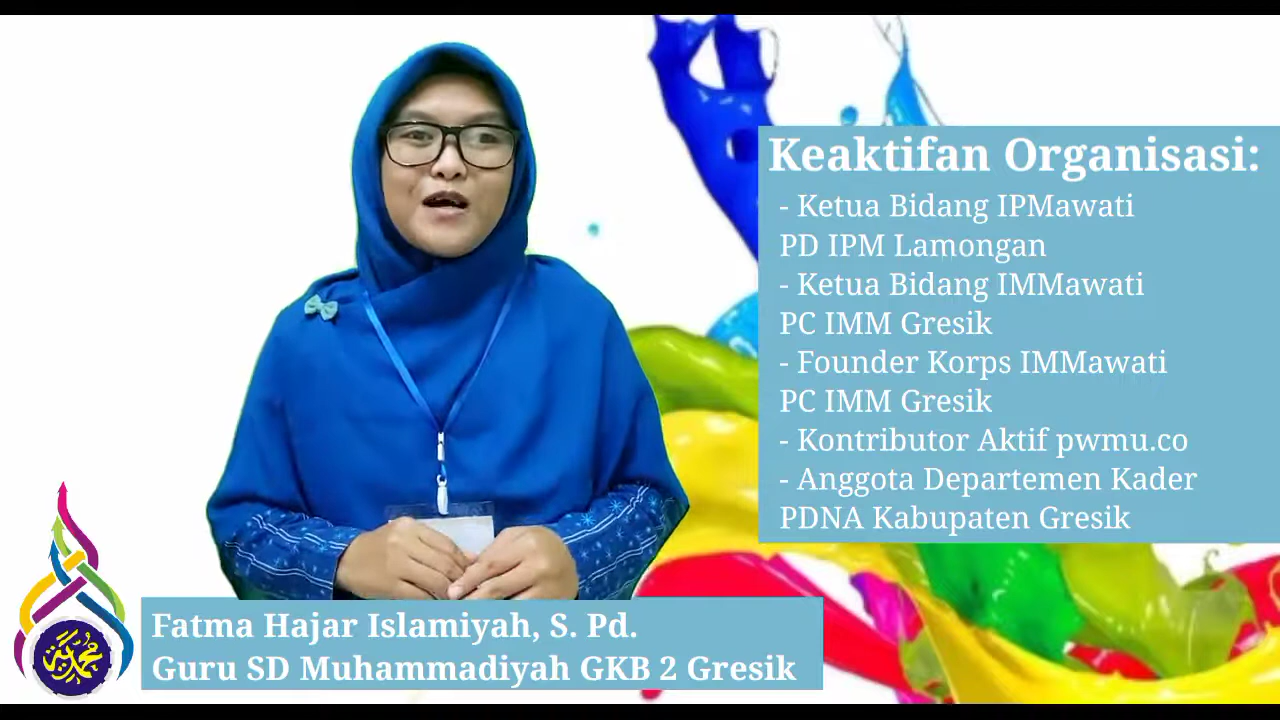 Keaktifan Organisasi:
- Ketua Bidang IPMawati
PD IPM Lamongan
- Ketua Bidang IMMawati
PC IMM Gresik
- Founder Korps IMMawati
PC IMM Gresik
- Kontributor Aktif pwmu.co
- Anggota Departemen Kader
PDNA Kabupaten Gresik
Fatma Hajar Islamiyah, S. Pd.
Guru SD Muhammadiyah GKB 2 Gresik